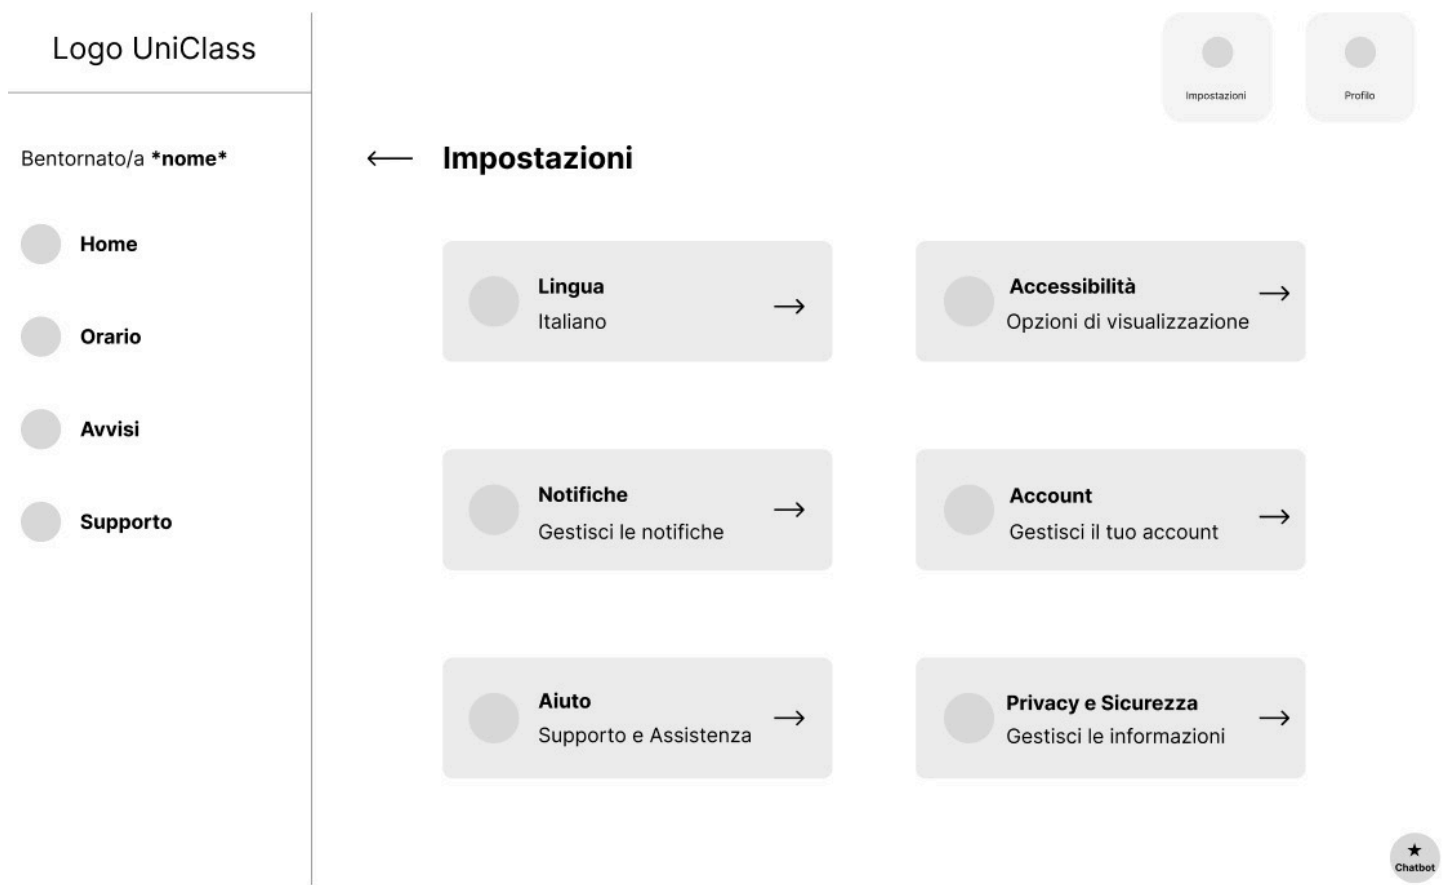 Logo UniClass
Impostazioni
Profilo
Bentornato/a *nome*
Impostazioni
Home
Orario
Avvisi
Supporto
Lingua
Italiano
Accessibilità
Opzioni di visualizzazione
Notifiche
Gestisci le notifiche
Account
Gestisci il tuo account
Aiuto
Supporto e Assistenza
Privacy e Sicurezza
Gestisci le informazioni
Chatbot